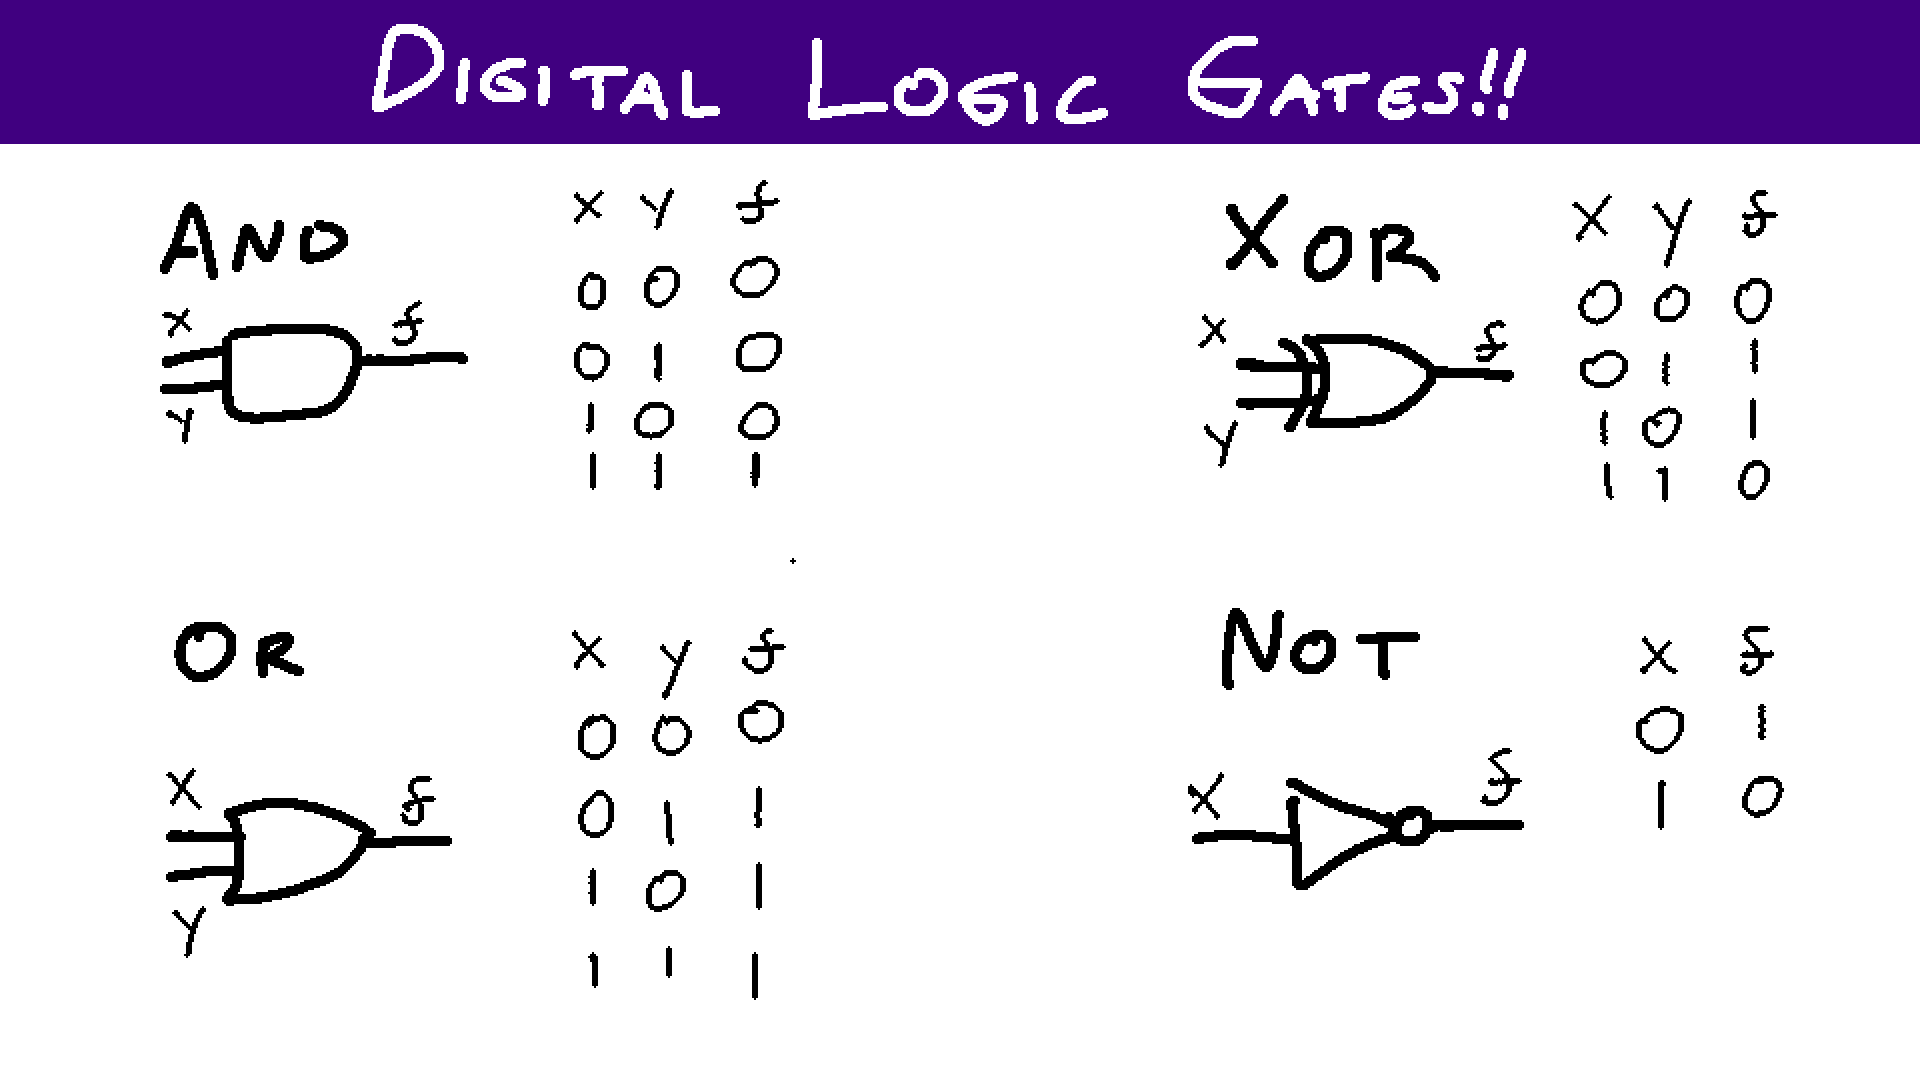 DIGITAL LOGIC GATES!!
AND
X
Y
f
X Y f
0 0 0
0 1 0
1 0 0
1 1 1
XOR
X
Y
f
X Y f
0 0 0
0 1 1
1 0 1
1 1 0
OR
X
Y
f
X Y f
0 0 0
0 1 1
1 0 1
1 1 1
NOT
X
f
X f
0 1
1 0